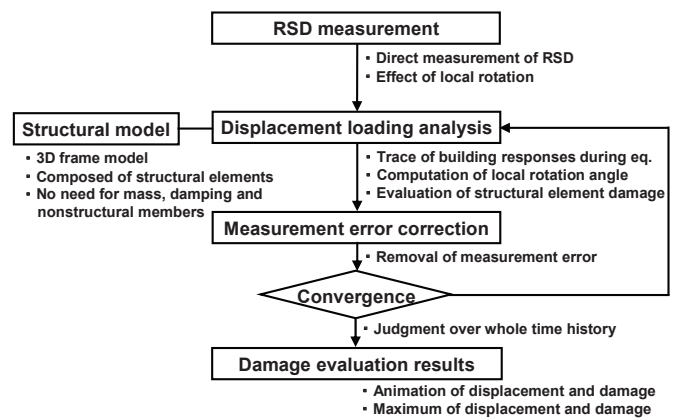 RSD measurement
▪ Direct measurement of RSD
▪ Effect of local rotation
Structural model
Displacement loading analysis
▪ 3D frame model
▪ Composed of structural elements
▪ No need for mass, damping and
nonstructural members
▪ Trace of building responses during eq.
▪ Computation of local rotation angle
▪ Evaluation of structural element damage
Measurement error correction
▪ Removal of measurement error
Convergence
▪ Judgment over whole time history
Damage evaluation results
▪ Animation of displacement and damage
▪ Maximum of displacement and damage